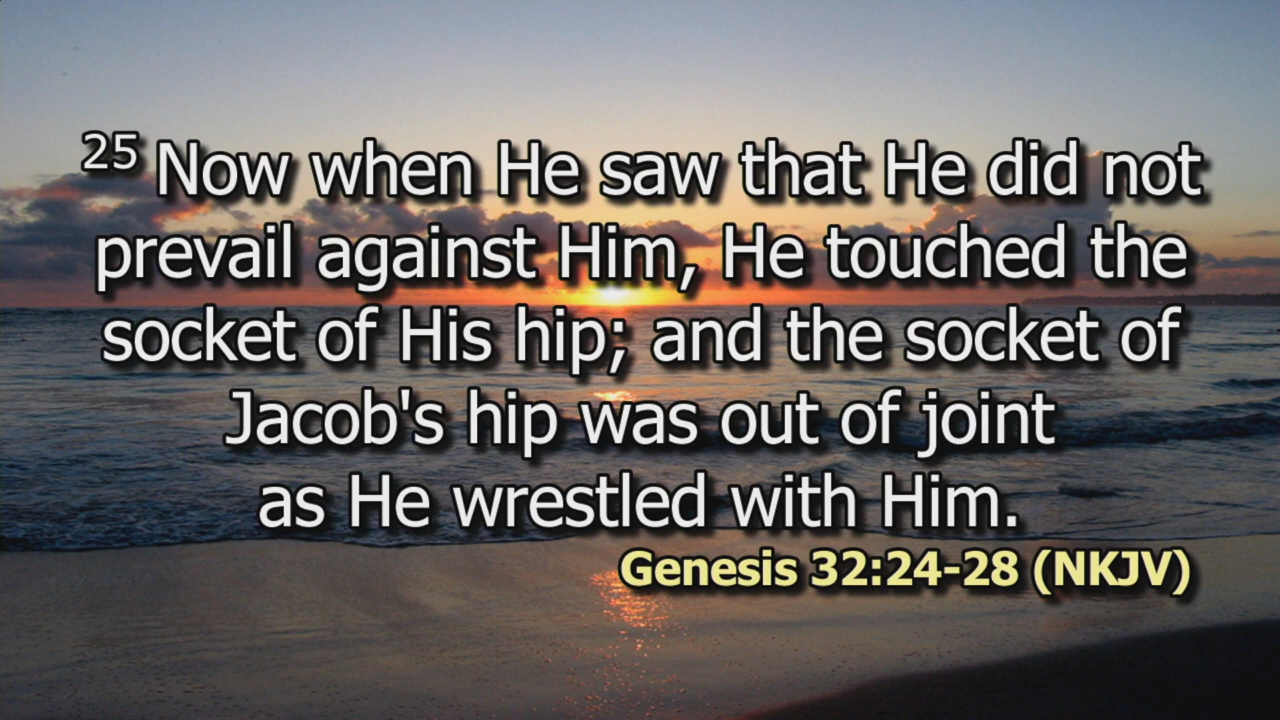 25 Now when He saw that He did not
prevail against Him, He touched the
socket of His hip; and the socket of
Jacob's hip was out of joint
as He wrestled with Him.
Genesis 32:24-28 (NKJV)